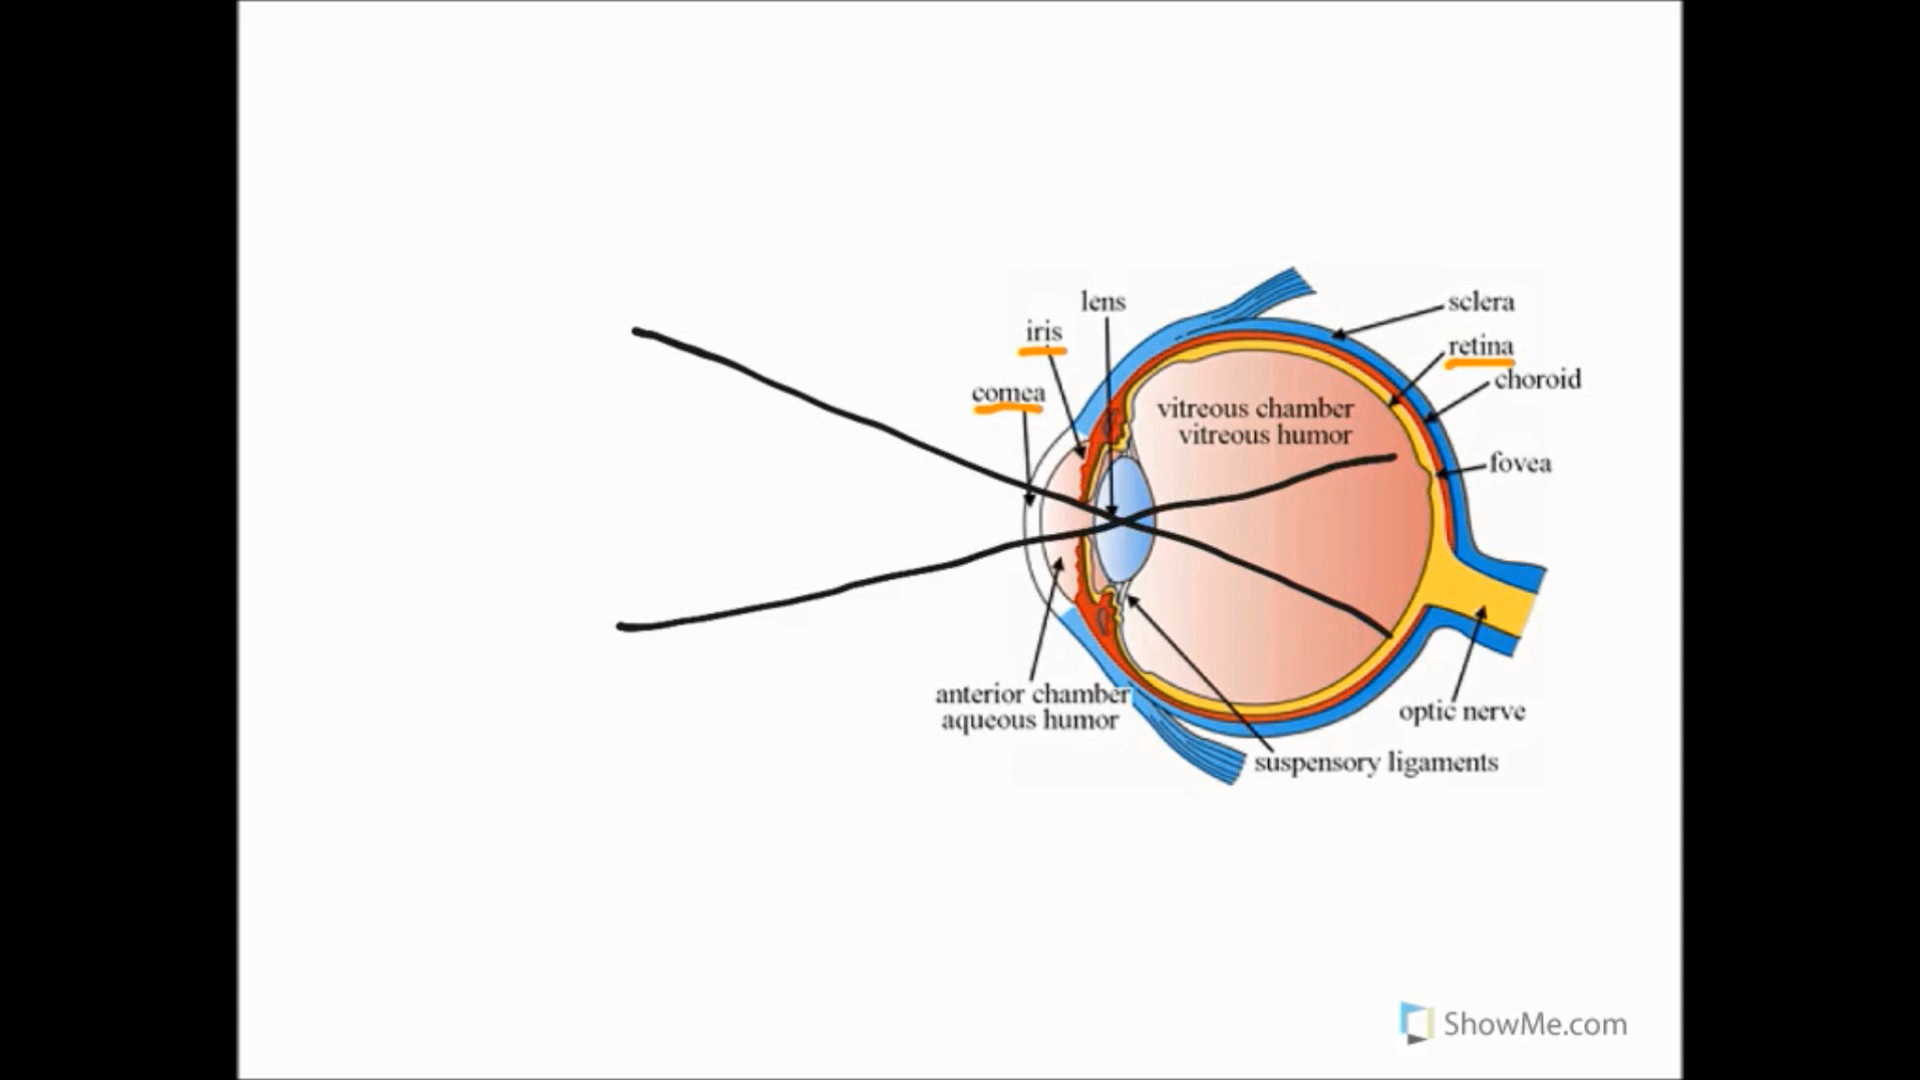 lens
sclera
iris
retina
choroid
cornea
vitreous chamber
vitreous humor
fovea
anterior chamber
aqueous humor
optic nerve
suspensory ligaments
ShowMe.com